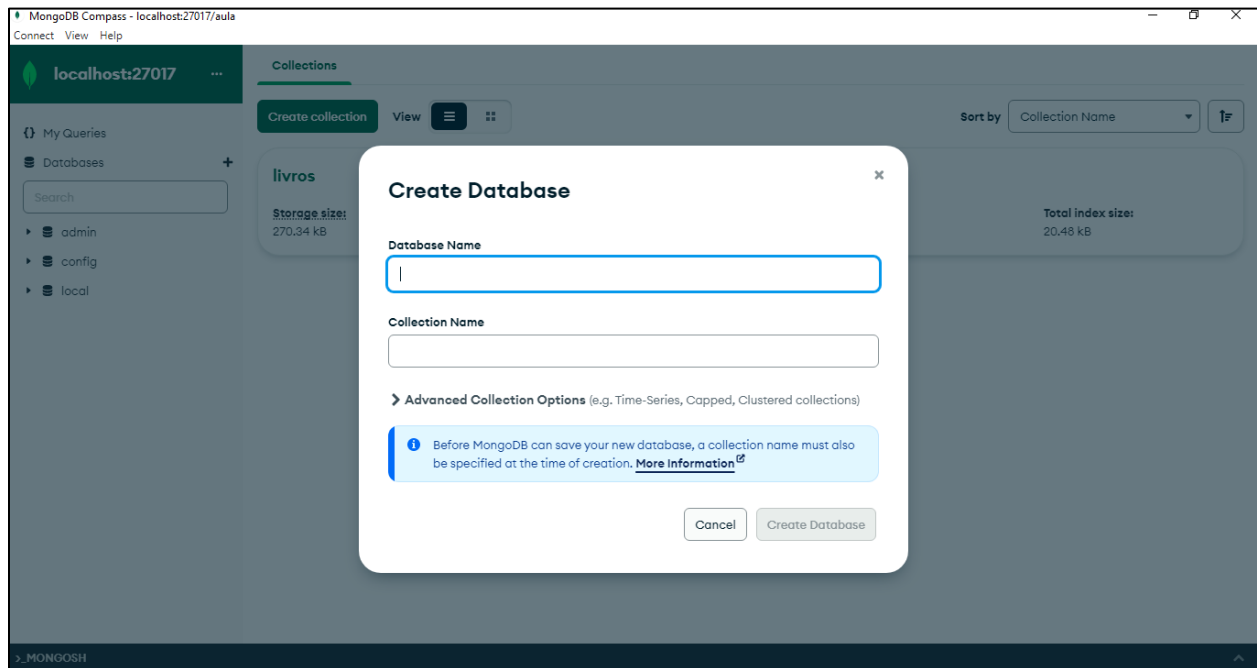 MongoDB Compass - localhost:27017/aula
Connect View Help
localhost:27017 ...
Collections
Create collection View
Sort by Collection Name
{} My Queries
Databases +
Search
admin
config
local
livros
Storage size:
270.34 kB
Total index size:
20.48 kB
Create Database
Database Name
Collection Name
Advanced Collection Options (e.g. Time-Series, Capped, Clustered collections)
Before MongoDB can save your new database, a collection name must also
be specified at the time of creation. More Information
Cancel Create Database
>_MONGOSH